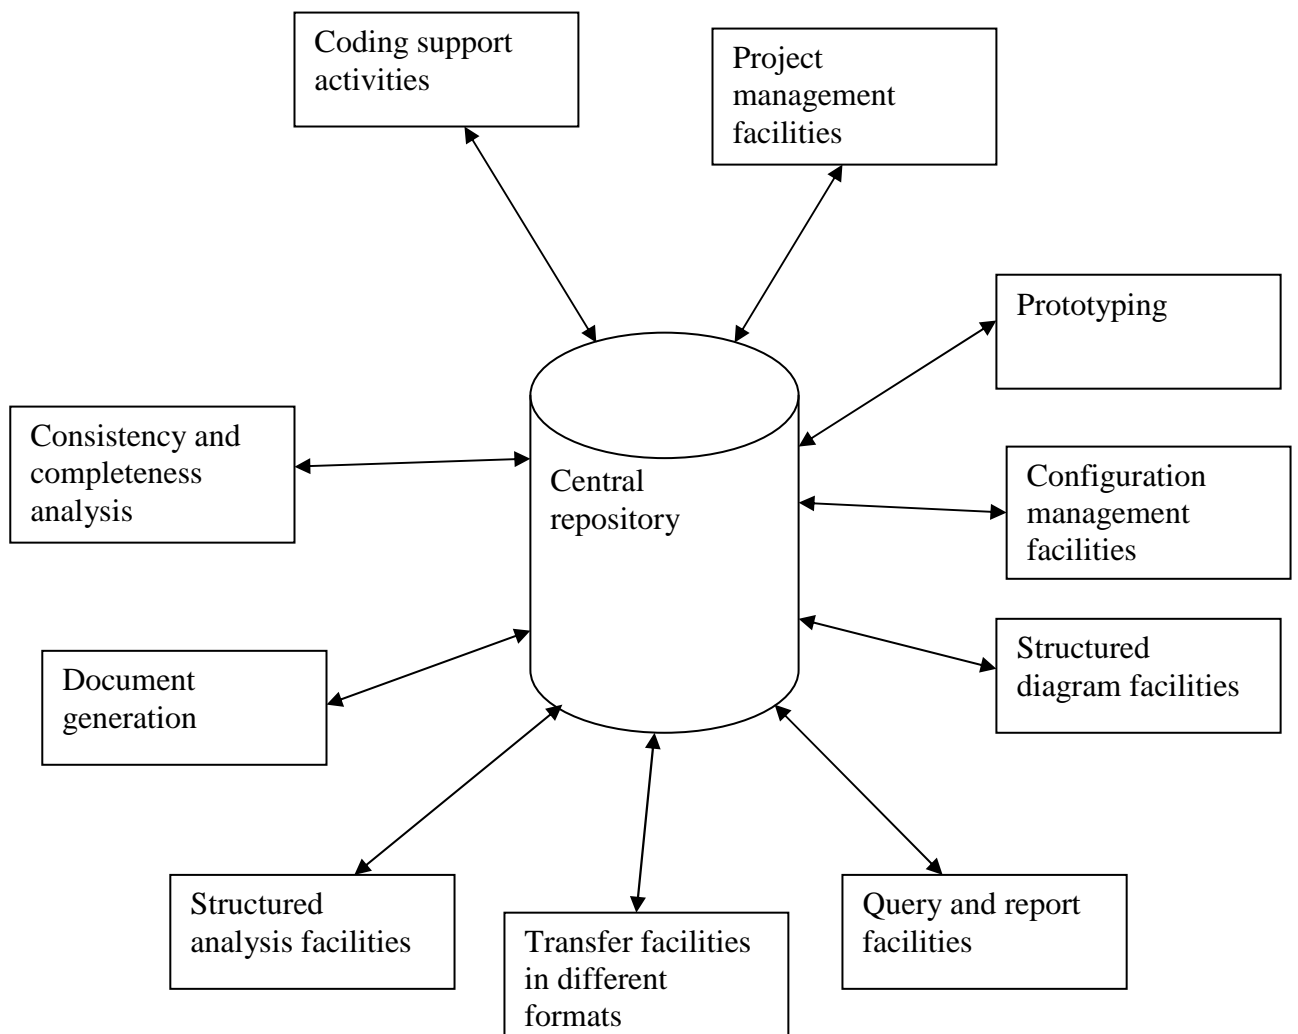 Coding support
activities
Project
management
facilities
Prototyping
Consistency and
completeness
analysis
Central
repository
Configuration
management
facilities
Structured
diagram facilities
Document
generation
Structured
analysis facilities
Transfer facilities
in different
formats
Query and report
facilities